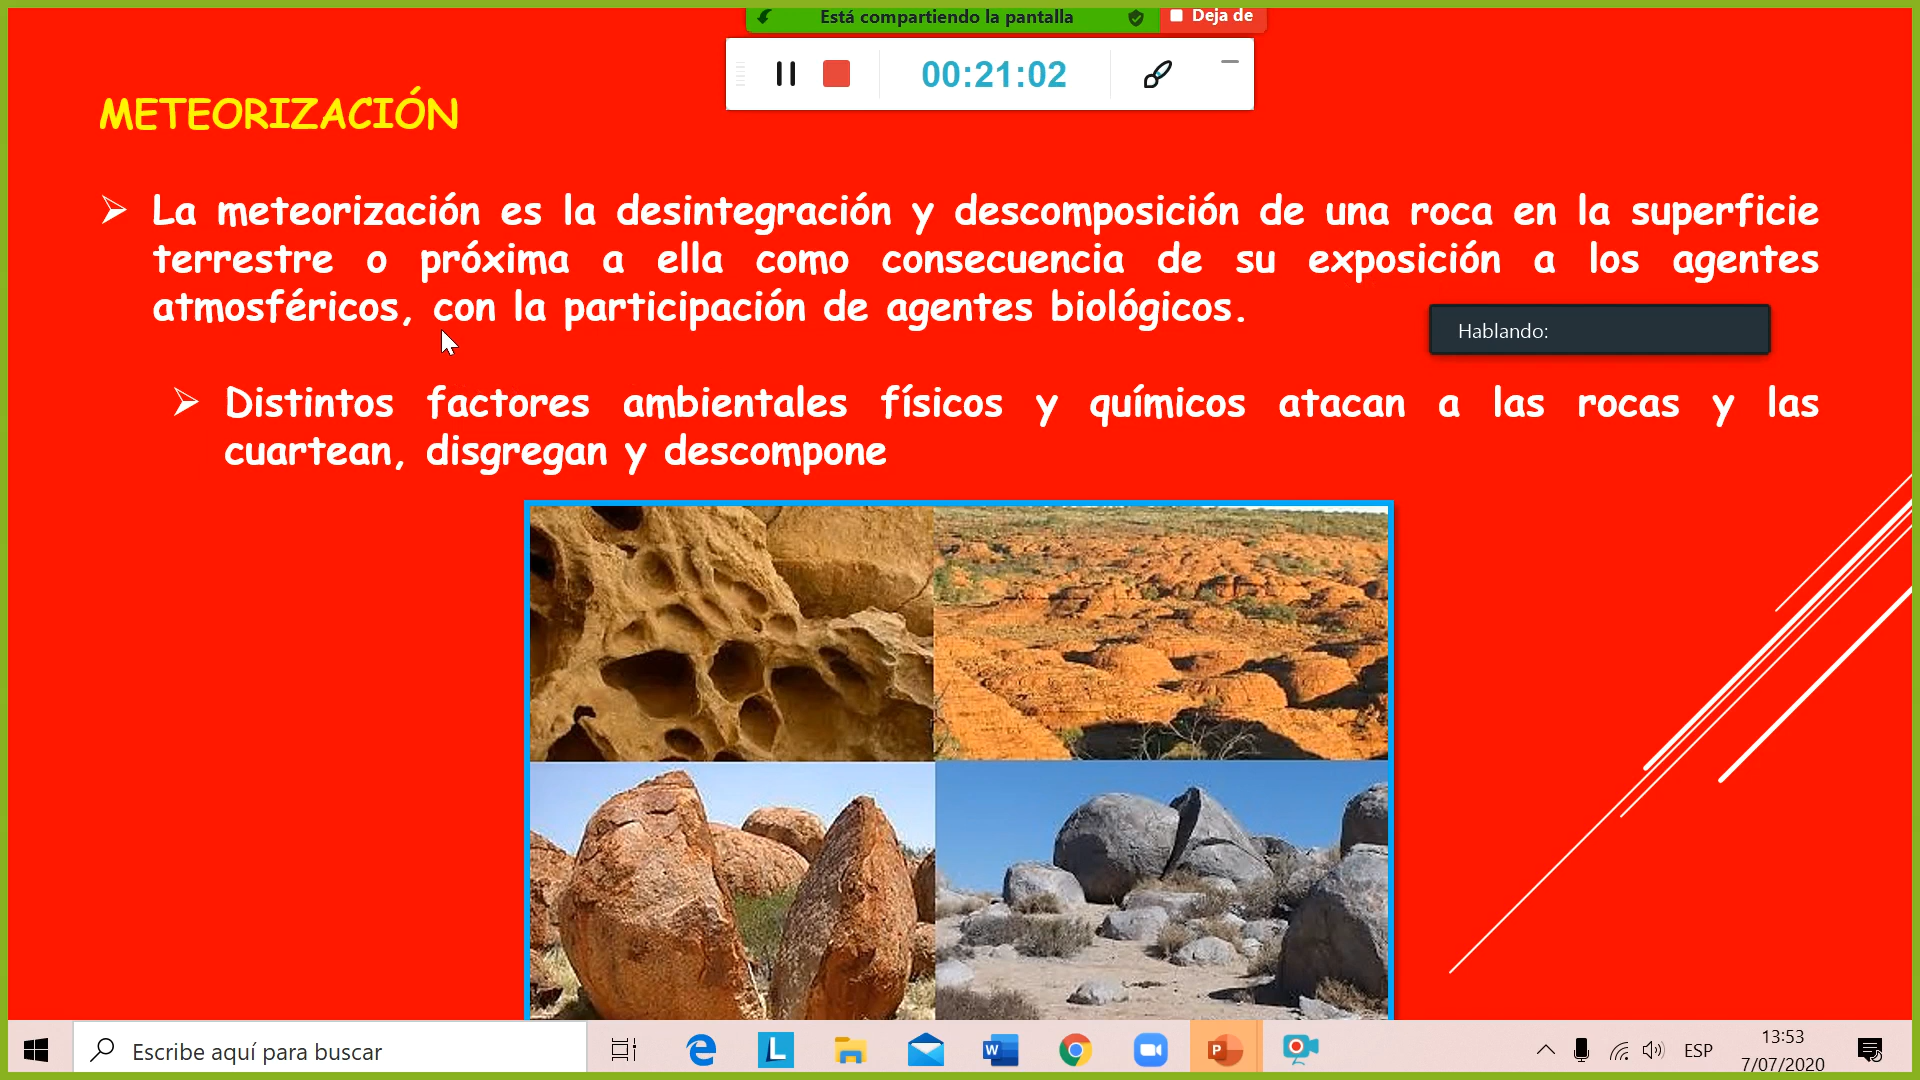 Está compartiendo la pantalla
Deja de
00:21:02
METEORIZACIÓN
La meteorización es la desintegración y descomposición de una roca en la superficie
terrestre o próxima a ella como consecuencia de su exposición a los agentes
atmosféricos, con la participación de agentes biológicos.
Hablando:
Distintos factores ambientales físicos y químicos atacan a las rocas y las
cuartean, disgregan y descompone
Escribe aquí para buscar
ESP
13:53
7/07/2020